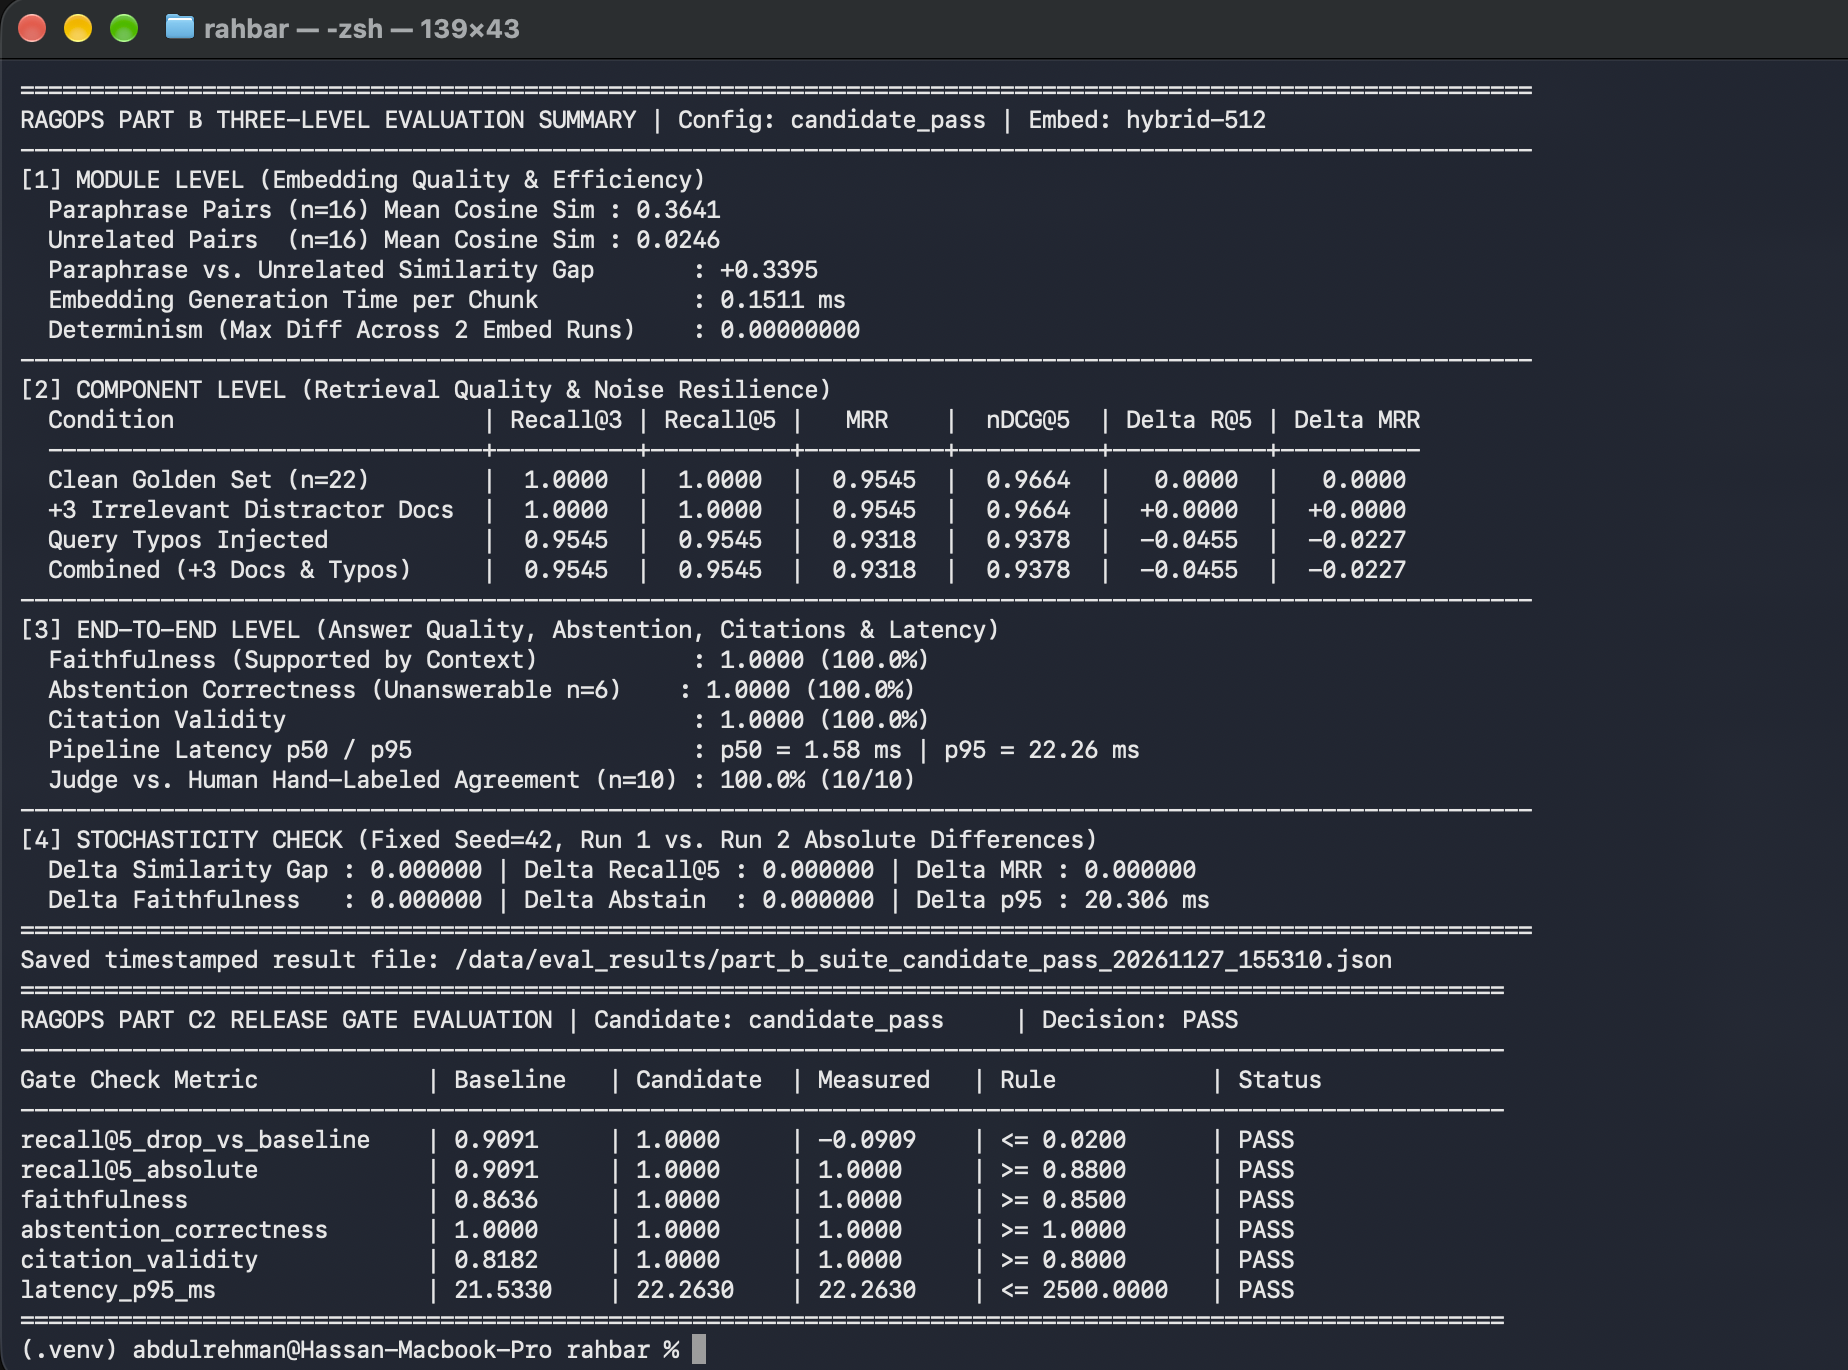 rahbar — -zsh — 139×43
============================================================================================================
RAGOPS PART B THREE-LEVEL EVALUATION SUMMARY | Config: candidate_pass | Embed: hybrid-512
------------------------------------------------------------------------------------------------------------
[1] MODULE LEVEL (Embedding Quality & Efficiency)
  Paraphrase Pairs (n=16) Mean Cosine Sim : 0.3641
  Unrelated Pairs  (n=16) Mean Cosine Sim : 0.0246
  Paraphrase vs. Unrelated Similarity Gap       : +0.3395
  Embedding Generation Time per Chunk           : 0.1511 ms
  Determinism (Max Diff Across 2 Embed Runs)    : 0.00000000
------------------------------------------------------------------------------------------------------------
[2] COMPONENT LEVEL (Retrieval Quality & Noise Resilience)
  Condition                      | Recall@3 | Recall@5 |   MRR    |  nDCG@5  | Delta R@5 | Delta MRR
  -------------------------------+----------+----------+----------+----------+-----------+----------
  Clean Golden Set (n=22)        |  1.0000  |  1.0000  |  0.9545  |  0.9664  |   0.0000  |   0.0000
  +3 Irrelevant Distractor Docs  |  1.0000  |  1.0000  |  0.9545  |  0.9664  |  +0.0000  |  +0.0000
  Query Typos Injected           |  0.9545  |  0.9545  |  0.9318  |  0.9378  |  -0.0455  |  -0.0227
  Combined (+3 Docs & Typos)     |  0.9545  |  0.9545  |  0.9318  |  0.9378  |  -0.0455  |  -0.0227
------------------------------------------------------------------------------------------------------------
[3] END-TO-END LEVEL (Answer Quality, Abstention, Citations & Latency)
  Faithfulness (Supported by Context)           : 1.0000 (100.0%)
  Abstention Correctness (Unanswerable n=6)    : 1.0000 (100.0%)
  Citation Validity                             : 1.0000 (100.0%)
  Pipeline Latency p50 / p95                    : p50 = 1.58 ms | p95 = 22.26 ms
  Judge vs. Human Hand-Labeled Agreement (n=10) : 100.0% (10/10)
------------------------------------------------------------------------------------------------------------
[4] STOCHASTICITY CHECK (Fixed Seed=42, Run 1 vs. Run 2 Absolute Differences)
  Delta Similarity Gap : 0.000000 | Delta Recall@5 : 0.000000 | Delta MRR : 0.000000
  Delta Faithfulness   : 0.000000 | Delta Abstain  : 0.000000 | Delta p95 : 20.306 ms
============================================================================================================
Saved timestamped result file: /data/eval_results/part_b_suite_candidate_pass_20261127_155310.json
==========================================================================================================
RAGOPS PART C2 RELEASE GATE EVALUATION | Candidate: candidate_pass     | Decision: PASS
----------------------------------------------------------------------------------------------------------
Gate Check Metric            | Baseline   | Candidate  | Measured   | Rule           | Status
----------------------------------------------------------------------------------------------------------
recall@5_drop_vs_baseline    | 0.9091     | 1.0000     | -0.0909    | <= 0.0200      | PASS
recall@5_absolute            | 0.9091     | 1.0000     | 1.0000     | >= 0.8800      | PASS
faithfulness                 | 0.8636     | 1.0000     | 1.0000     | >= 0.8500      | PASS
abstention_correctness       | 1.0000     | 1.0000     | 1.0000     | >= 1.0000      | PASS
citation_validity            | 0.8182     | 1.0000     | 1.0000     | >= 0.8000      | PASS
latency_p95_ms               | 21.5330    | 22.2630    | 22.2630    | <= 2500.0000   | PASS
==========================================================================================================
(.venv) abdulrehman@Hassan-Macbook-Pro rahbar %